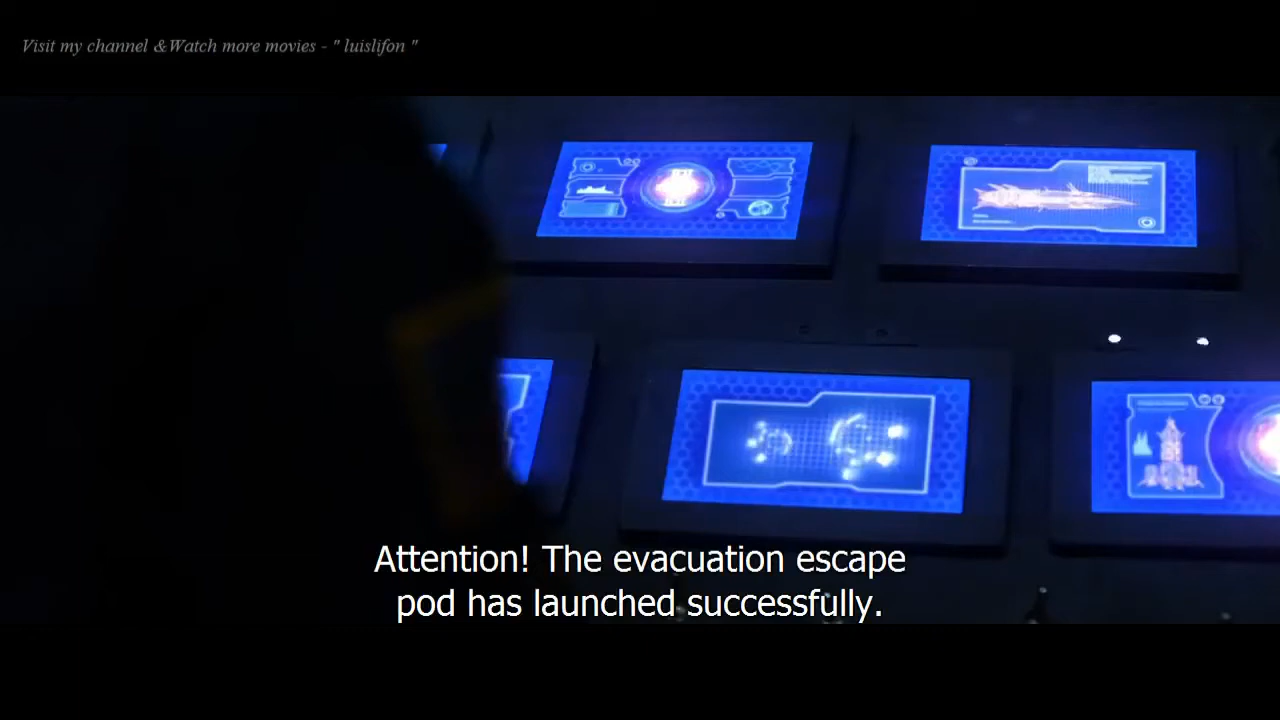 Visit my channel &Watch more movies - " luislifon "
Attention! The evacuation escape
pod has launched successfully.